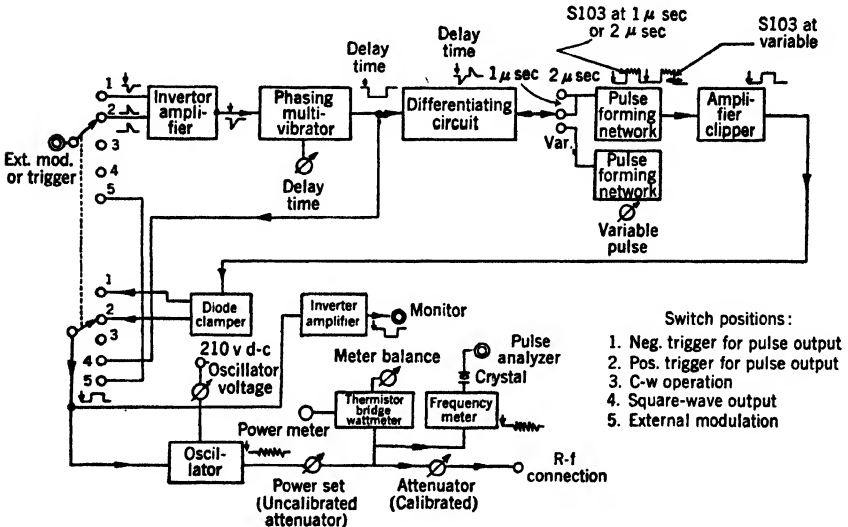 S103 at 1 μ sec
or 2 μ sec
S103 at
variable
Delay
time
Delay
time
1 μ sec
2 μ sec
1
2
3
4
5
Ext. mod.
or trigger
Invertor
ampli-
fier
Phasing
multi-
vibrator
Delay
time
Differentiating
circuit
Var.
Pulse
forming
network
Ampli-
fier
clipper
Pulse
forming
network
Variable
pulse
1
2
3
4
5
Diode
clamper
Inverter
amplifier
Monitor
210 v d-c
Oscillator
voltage
Meter balance
Pulse
analyzer
Crystal
Thermistor
bridge
wattmeter
Frequency
meter
Power meter
Oscil-
lator
Power set
(Uncalibrated
attenuator)
Attenuator
(Calibrated)
R-f
connection
Switch positions:
1. Neg. trigger for pulse output
2. Pos. trigger for pulse output
3. C-w operation
4. Square-wave output
5. External modulation